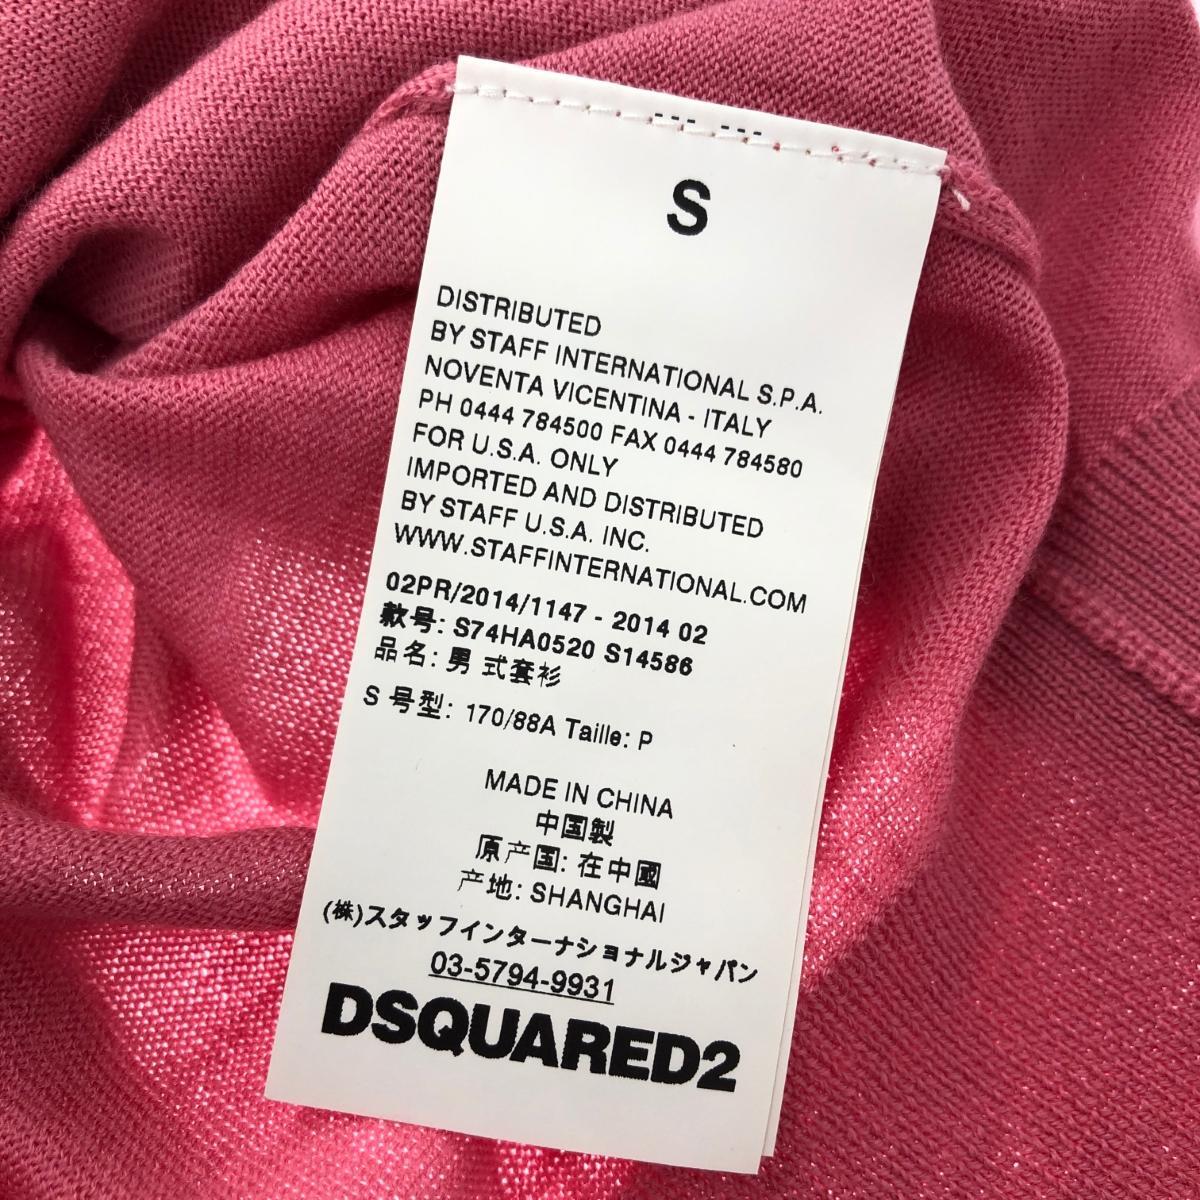 S
DISTRIBUTED
BY STAFF INTERNATIONAL S.P.A.
NOVENTA VICENTINA - ITALY
PH 0444 784500 FAX 0444 784580
FOR U.S.A. ONLY
IMPORTED AND DISTRIBUTED
BY STAFF U.S.A. INC.
WWW.STAFFINTERNATIONAL.COM
02PR/2014/1147 - 2014 02
款号: S74HA0520 S14586
品名: 男 式套衫
S 号型: 170/88A Taille: P
MADE IN CHINA
中国製
原产国: 在中國
产地: SHANGHAI
(株)スタッフインターナショナルジャパン
03-5794-9931
DSQUARED2